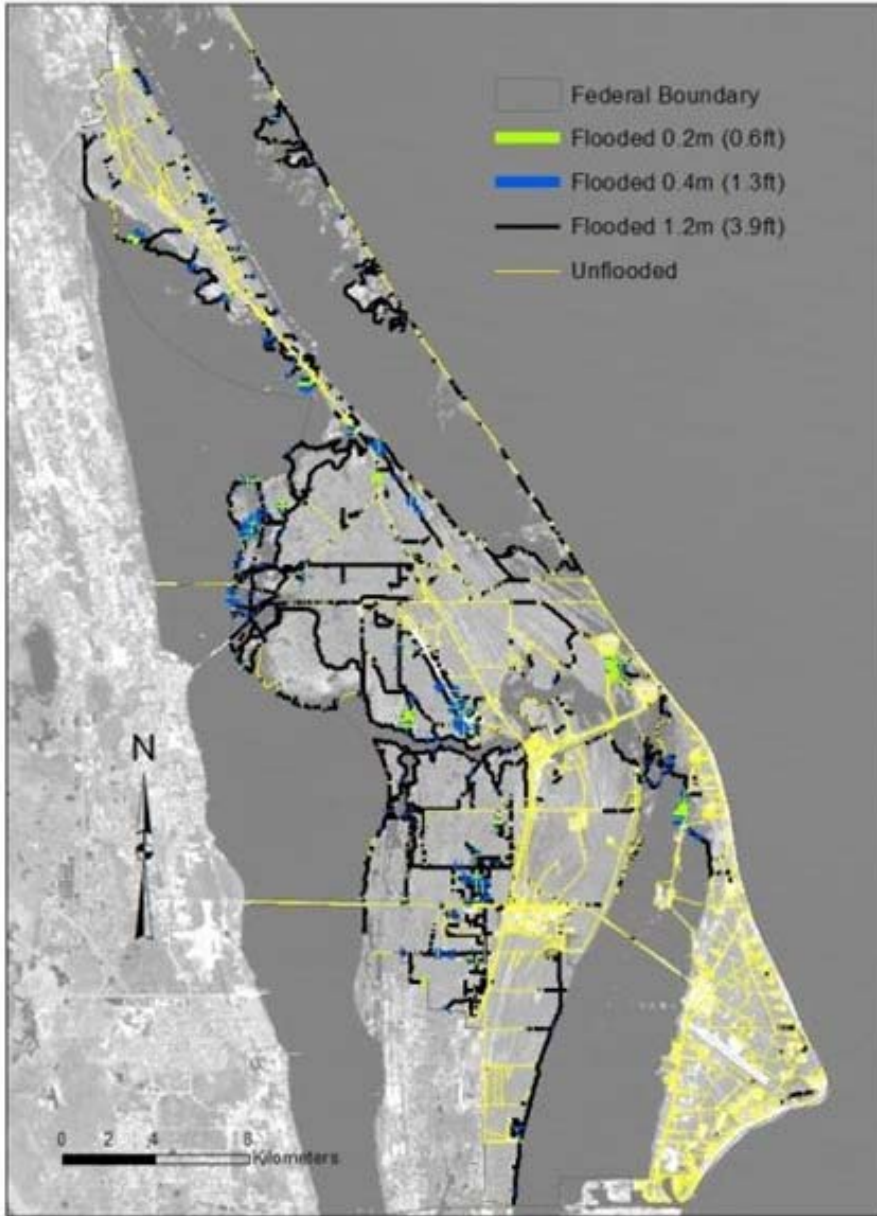 Federal Boundary
Flooded 0.2m (0.6ft)
Flooded 0.4m (1.3ft)
Flooded 1.2m (3.9ft)
Unflooded
N
0 2 4 8
Kilometers